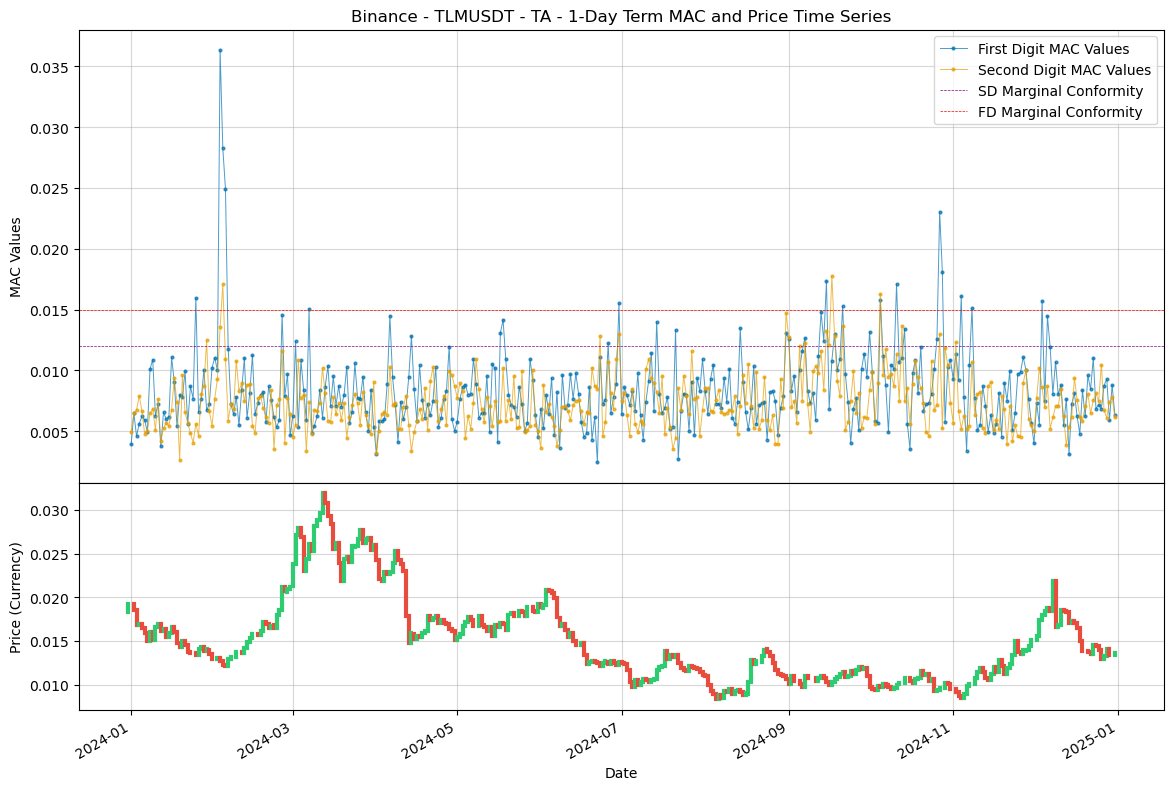 Binance - TLMUSDT - TA - 1-Day Term MAC and Price Time Series
First Digit MAC Values
Second Digit MAC Values
SD Marginal Conformity
FD Marginal Conformity
MAC Values
0.035
0.030
0.025
0.020
0.015
0.010
0.005
Price (Currency)
0.030
0.025
0.020
0.015
0.010
2024-01
2024-03
2024-05
2024-07
2024-09
2024-11
2025-01
Date